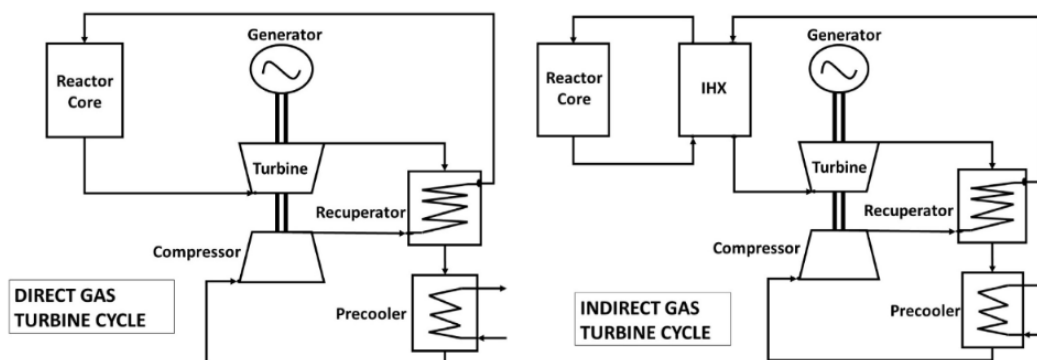 Generator
Reactor
Core
Turbine
Recuperator
Compressor
Precooler
DIRECT GAS
TURBINE CYCLE
Generator
Reactor
Core
IHX
Turbine
Recuperator
Compressor
Precooler
INDIRECT GAS
TURBINE CYCLE